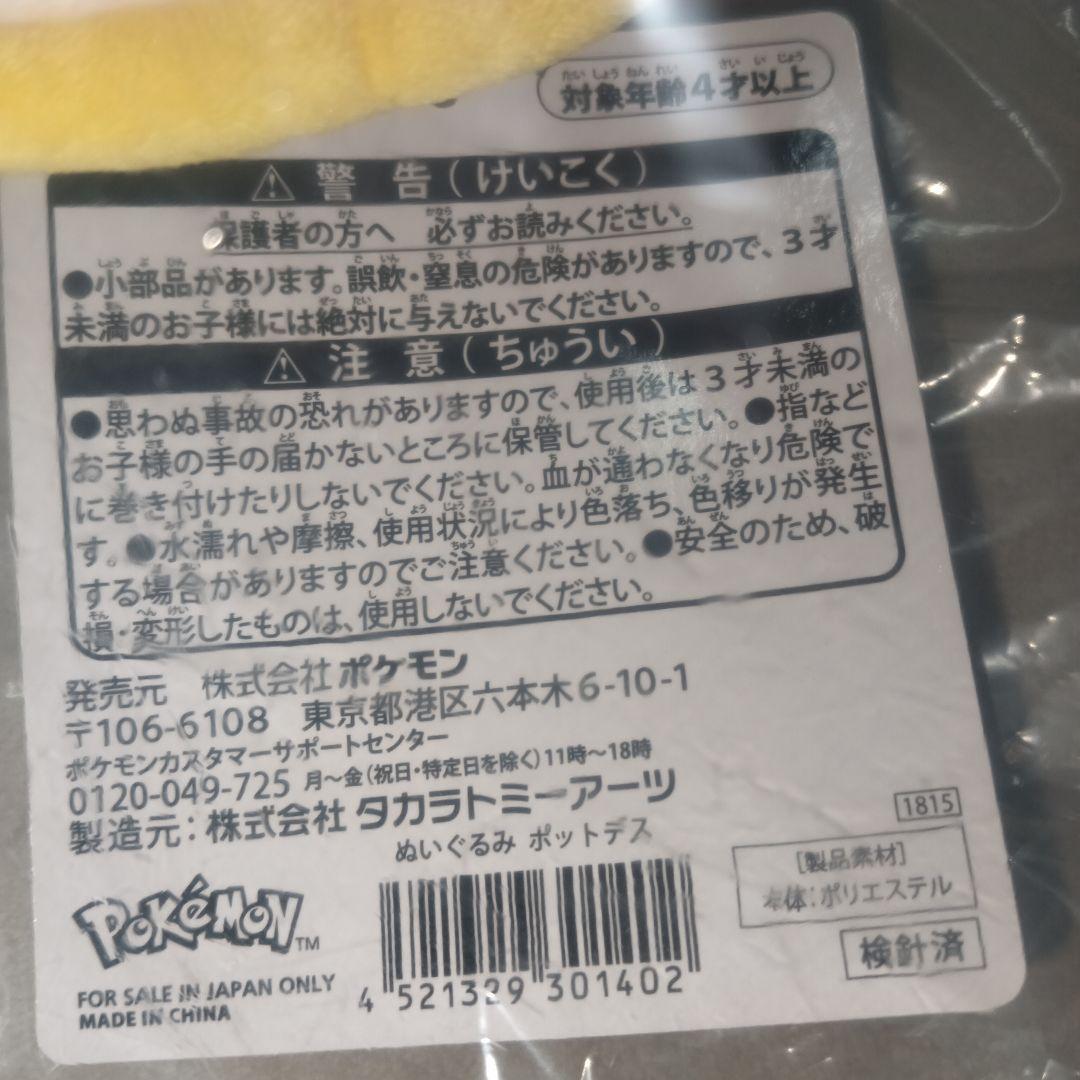 対象年齢4才以上
⚠ 警告(けいこく)
保護者の方へ 必ずお読みください。
●小部品があります。誤飲・窒息の危険がありますので、3才
未満のお子様には絶対に与えないでください。
⚠ 注意(ちゅうい)
●思わぬ事故の恐れがありますので、使用後は3才未満の
お子様の手の届かないところに保管してください。●指など
に巻き付けたりしないでください。血が通わなくなり危険で
す。●水濡れや摩擦、使用状況により色落ち、色移りが発生
する場合がありますのでご注意ください。●安全のため、破
損・変形したものは、使用しないでください。
発売元 株式会社ポケモン
〒106-6108 東京都港区六本木6-10-1
ポケモンカスタマーサポートセンター
0120-049-725 月〜金(祝日・特定日を除く)11時〜18時
製造元:株式会社タカラトミーアーツ
ぬいぐるみ ポットデス
1815
[製品素材]
本体:ポリエステル
検針済
POKéMON™
FOR SALE IN JAPAN ONLY
MADE IN CHINA
4 521329 301402